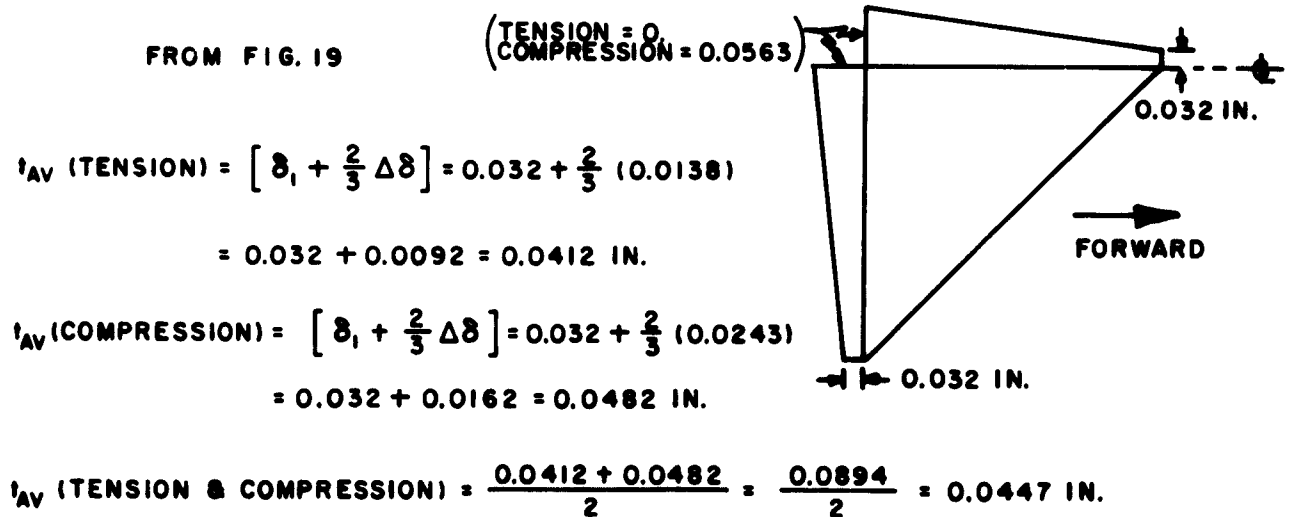 (TENSION = 0.
COMPRESSION = 0.0563)
FROM FIG. 19
0.032 IN.
t_AV (TENSION) = [δ₁ + 2/3 Δδ] = 0.032 + 2/3 (0.0138)
= 0.032 + 0.0092 = 0.0412 IN.
FORWARD
t_AV (COMPRESSION) = [δ₁ + 2/3 Δδ] = 0.032 + 2/3 (0.0243)
0.032 IN.
= 0.032 + 0.0162 = 0.0482 IN.
t_AV (TENSION & COMPRESSION) = 0.0412 + 0.0482 / 2 = 0.0894 / 2 = 0.0447 IN.